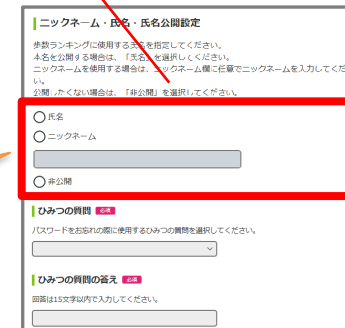 ニックネーム・氏名・氏名公開設定
歩数ランキングに使用する氏名を指定してください。
本名を公開する場合は、「氏名」を選択してください。
ニックネームを使用する場合は、ニックネーム欄に任意でニックネームを入力してくださ
い。
公開したくない場合は、「非公開」を選択してください。
氏名
ニックネーム
非公開
ひみつの質問 必須
パスワードをお忘れの際に使用するひみつの質問を選択してください。
ひみつの質問の答え 必須
回答は15文字以内で入力してください。